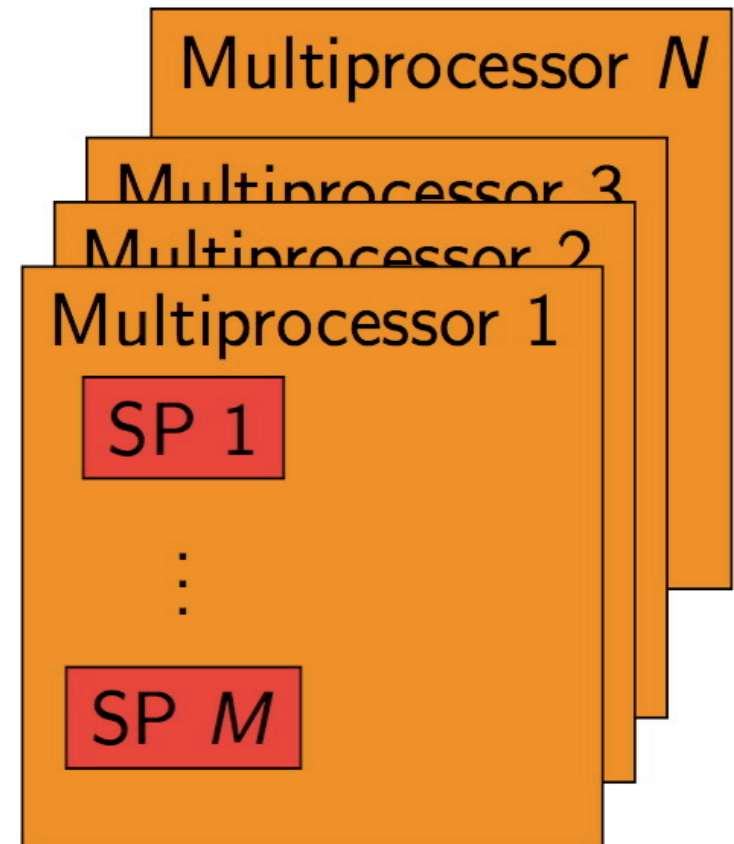 Multiprocessor N
Multiprocessor 3
Multiprocessor 2
Multiprocessor 1
SP 1
⋮
SP M